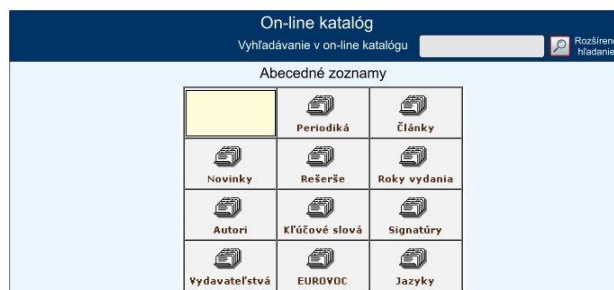 On-line katalóg
Vyhľadávanie v on-line katalógu
Rozšírené
hľadanie
Abecedné zoznamy
Periodiká
Články
Novinky
Rešerše
Roky vydania
Autori
Kľúčové slová
Signatúry
Vydavateľstvá
EUROVOC
Jazyky